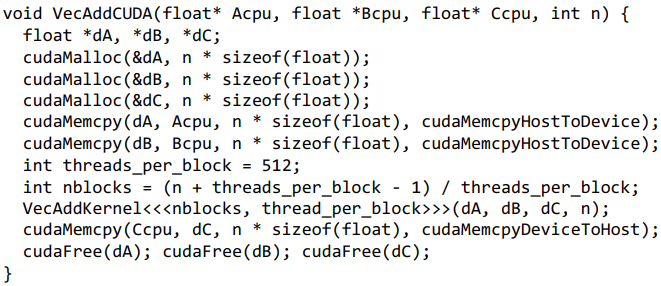 void VecAddCUDA(float* Acpu, float *Bcpu, float* Ccpu, int n) {
  float *dA, *dB, *dC;
  cudaMalloc(&dA, n * sizeof(float));
  cudaMalloc(&dB, n * sizeof(float));
  cudaMalloc(&dC, n * sizeof(float));
  cudaMemcpy(dA, Acpu, n * sizeof(float), cudaMemcpyHostToDevice);
  cudaMemcpy(dB, Bcpu, n * sizeof(float), cudaMemcpyHostToDevice);
  int threads_per_block = 512;
  int nblocks = (n + threads_per_block - 1) / threads_per_block;
  VecAddKernel<<<nblocks, thread_per_block>>>(dA, dB, dC, n);
  cudaMemcpy(Ccpu, dC, n * sizeof(float), cudaMemcpyDeviceToHost);
  cudaFree(dA); cudaFree(dB); cudaFree(dC);
}